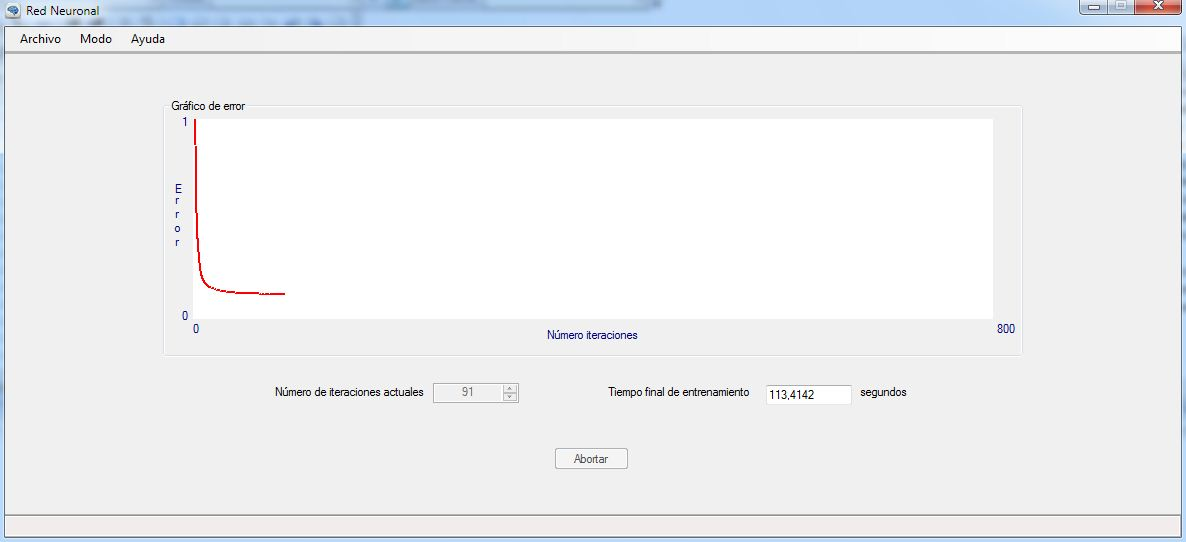 Red Neuronal
Archivo Modo Ayuda
Gráfico de error
1
Error
0
0
800
Número iteraciones
Número de iteraciones actuales 91 Tiempo final de entrenamiento 113,4142 segundos
Abortar